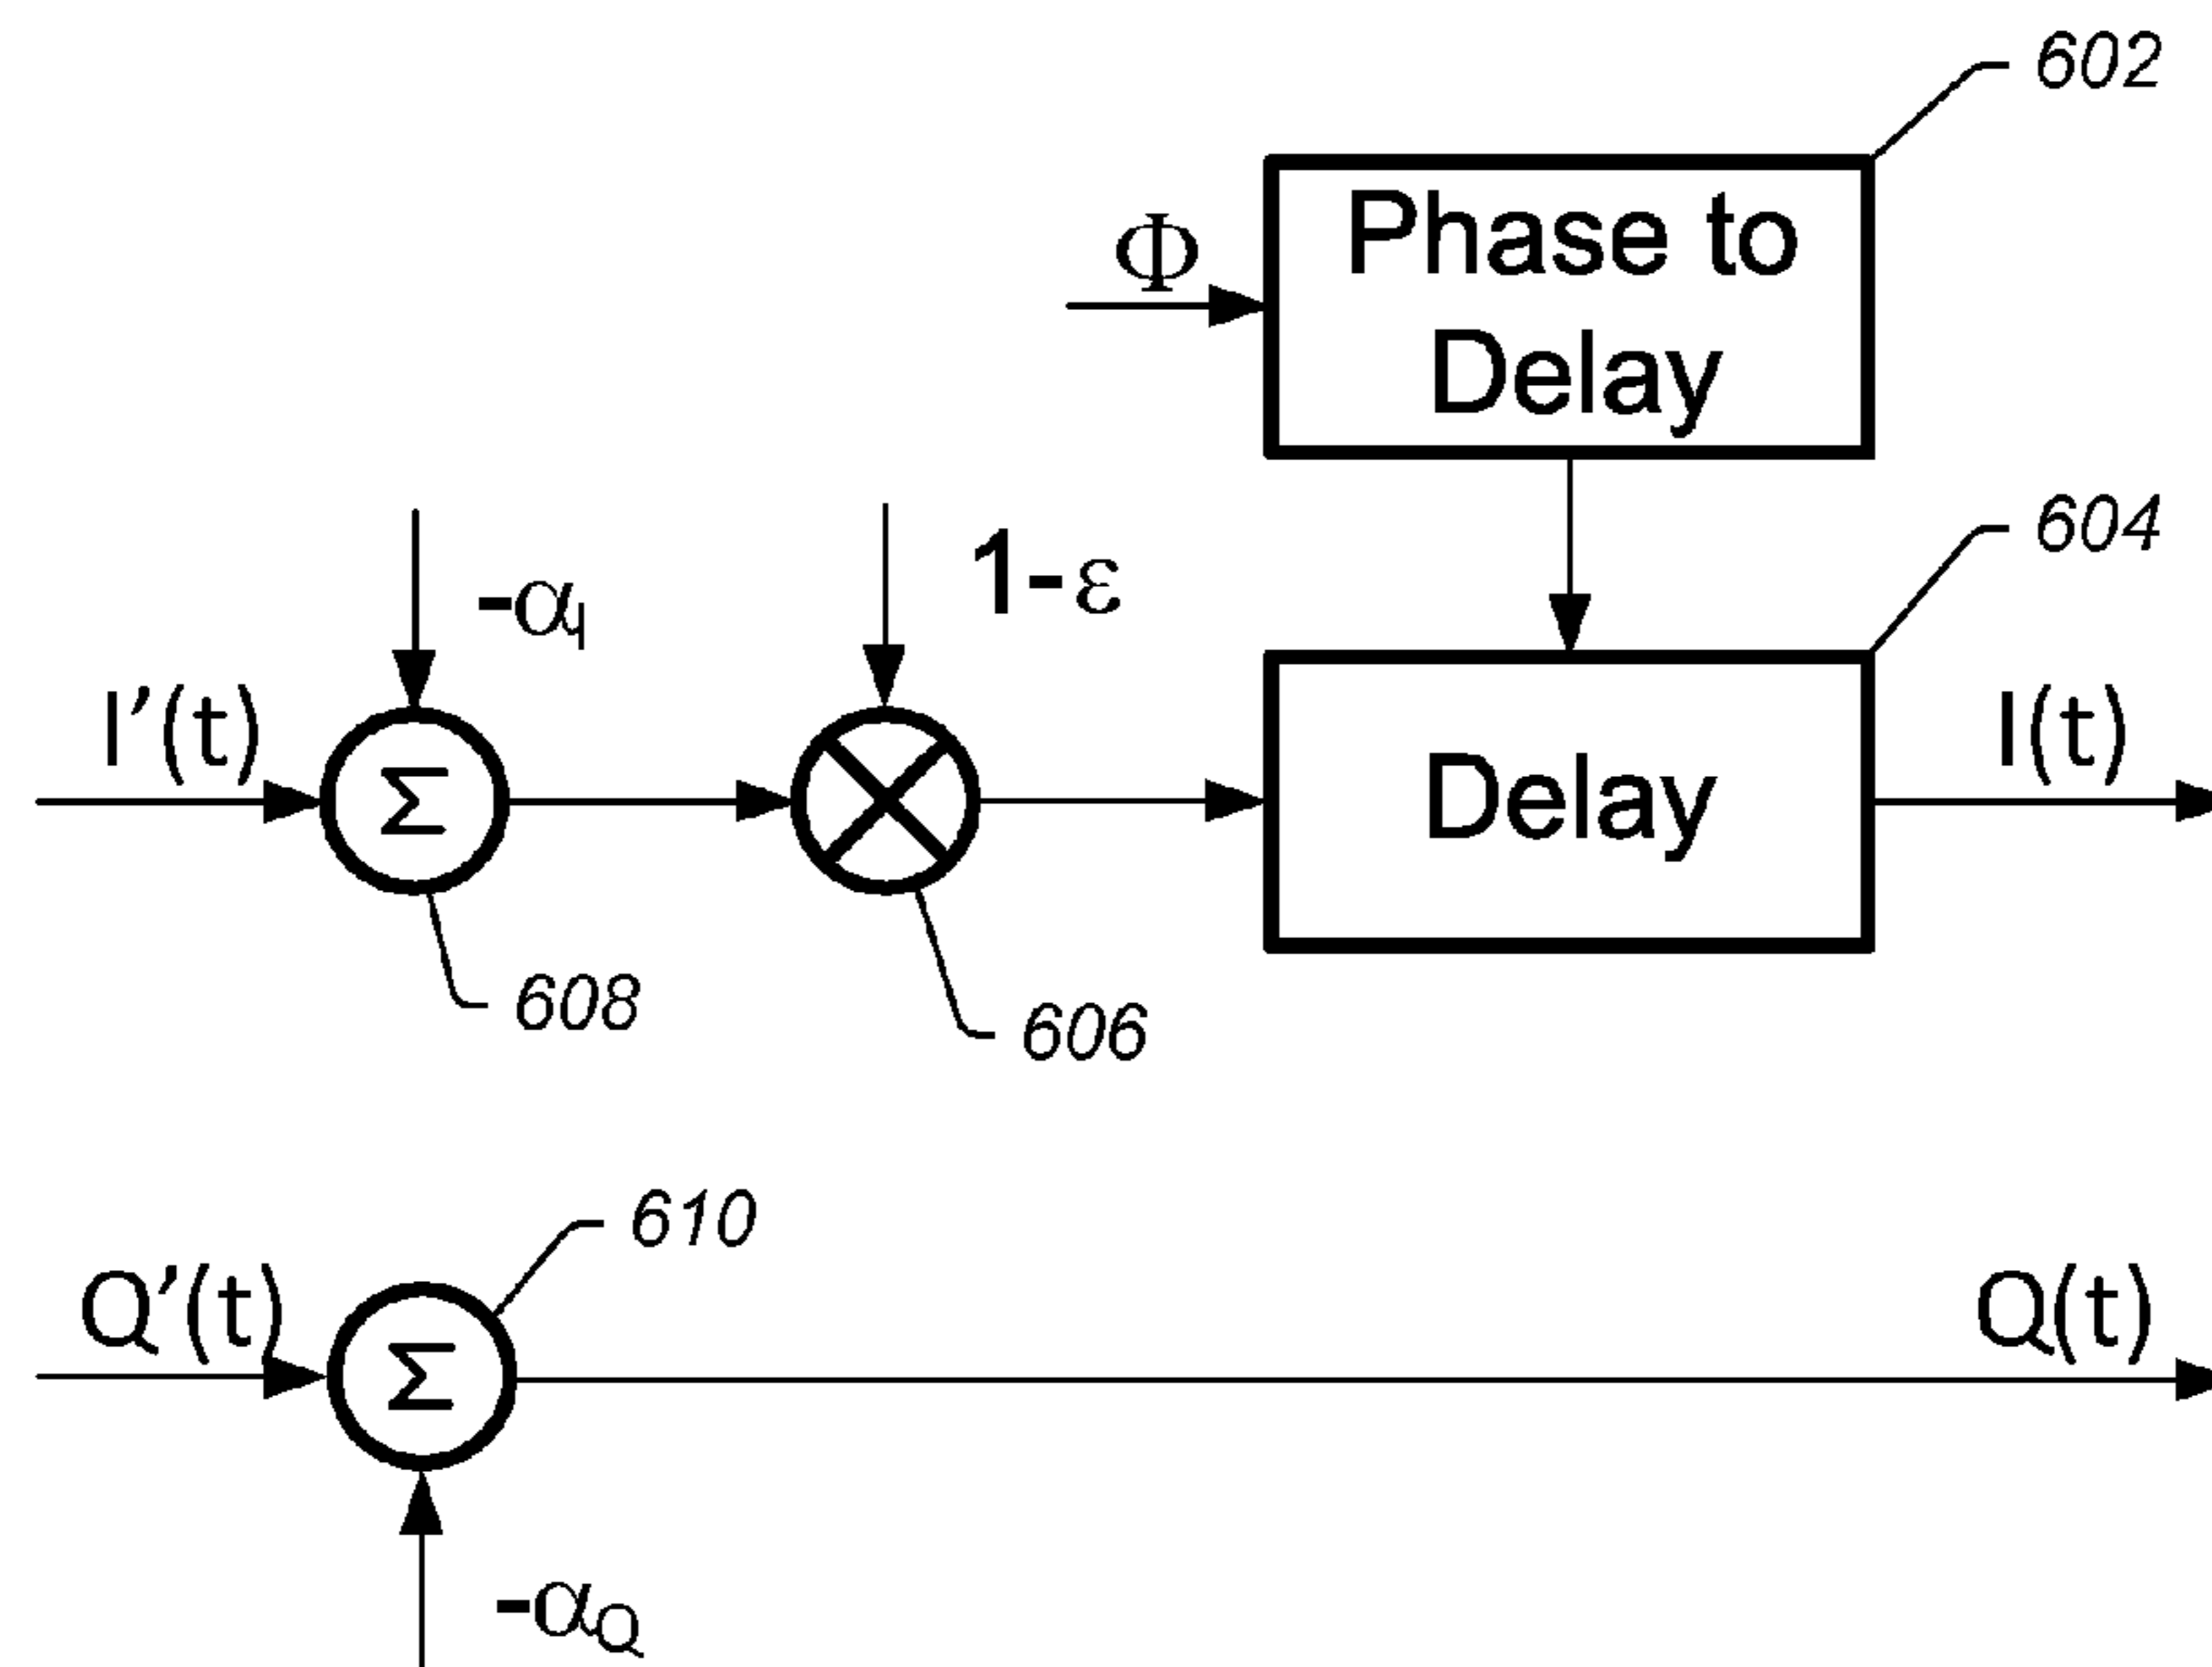 602
Φ
Phase to
Delay
604
-αI
1-ε
I′(t)
Σ
Delay
I(t)
608
606
610
Q′(t)
Σ
Q(t)
-αQ